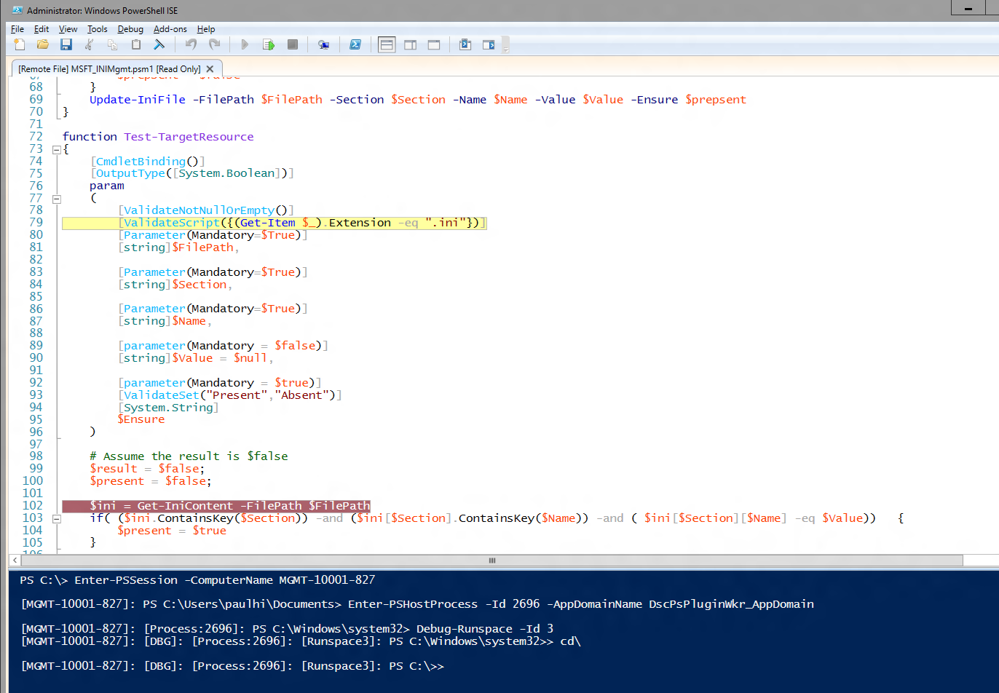 Administrator: Windows PowerShell ISE
File Edit View Tools Debug Add-ons Help
[Remote File] MSFT_INIMgmt.psm1 [Read Only]
67 $prepsent = $false
68 }
69 Update-IniFile -FilePath $FilePath -Section $Section -Name $Name -Value $Value -Ensure $prepsent
70 }
71
72 function Test-TargetResource
73 {
74 [CmdletBinding()]
75 [OutputType([System.Boolean])]
76 param
77 (
78 [ValidateNotNullOrEmpty()]
79 [ValidateScript({(Get-Item $_).Extension -eq ".ini"})]
80 [Parameter(Mandatory=$True)]
81 [string]$FilePath,
82
83 [Parameter(Mandatory=$True)]
84 [string]$Section,
85
86 [Parameter(Mandatory=$True)]
87 [string]$Name,
88
89 [parameter(Mandatory = $false)]
90 [string]$Value = $null,
91
92 [parameter(Mandatory = $true)]
93 [ValidateSet("Present","Absent")]
94 [System.String]
95 $Ensure
96 )
97
98 # Assume the result is $false
99 $result = $false;
100 $present = $false;
101
102 $ini = Get-IniContent -FilePath $FilePath
103 if( ($ini.ContainsKey($Section)) -and ($ini[$Section].ContainsKey($Name)) -and ( $ini[$Section][$Name] -eq $Value)) {
104 $present = $true
105 }
106
PS C:\> Enter-PSSession -ComputerName MGMT-10001-827
[MGMT-10001-827]: PS C:\Users\paulhi\Documents> Enter-PSHostProcess -Id 2696 -AppDomainName DscPsPluginWkr_AppDomain
[MGMT-10001-827]: [Process:2696]: PS C:\Windows\system32> Debug-Runspace -Id 3
[MGMT-10001-827]: [DBG]: [Process:2696]: [Runspace3]: PS C:\Windows\system32>> cd\
[MGMT-10001-827]: [DBG]: [Process:2696]: [Runspace3]: PS C:\>>